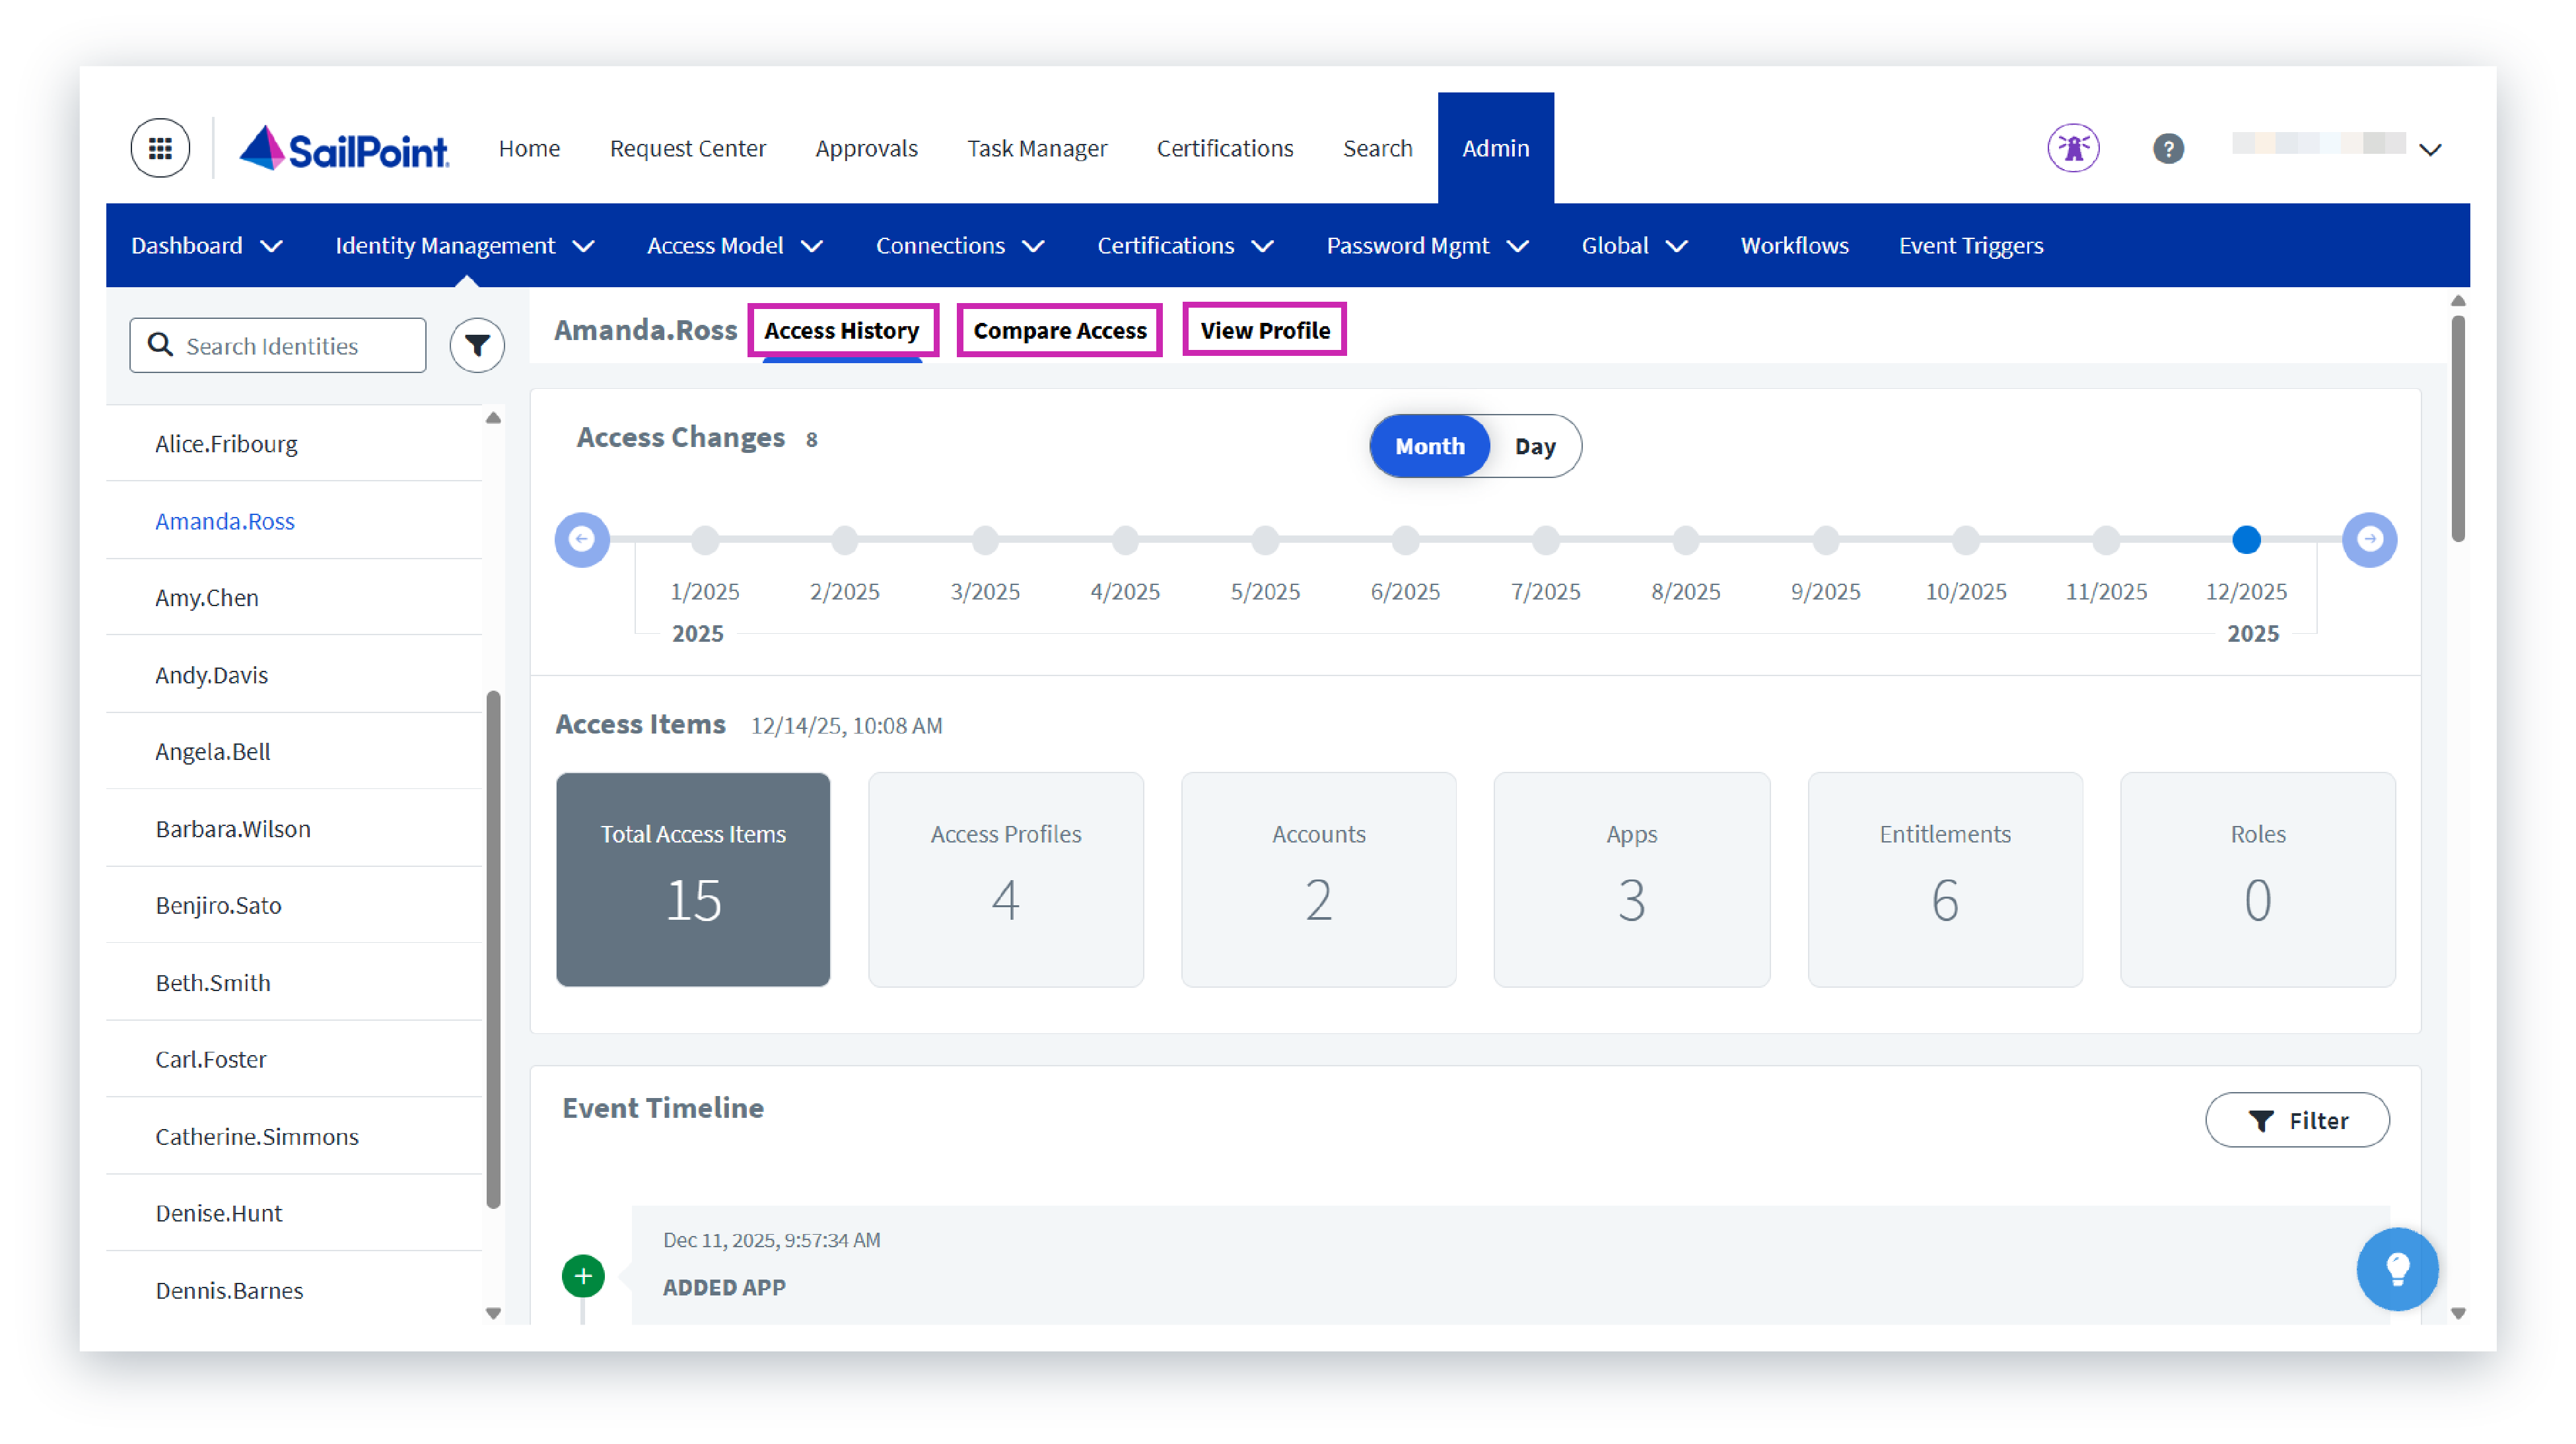 SailPoint
Home Request Center Approvals Task Manager Certifications Search Admin
?
Dashboard Identity Management Access Model Connections Certifications Password Mgmt Global Workflows Event Triggers
Search Identities
Alice.Fribourg
Amanda.Ross
Amy.Chen
Andy.Davis
Angela.Bell
Barbara.Wilson
Benjiro.Sato
Beth.Smith
Carl.Foster
Catherine.Simmons
Denise.Hunt
Dennis.Barnes
Amanda.Ross Access History Compare Access View Profile
Access Changes 8
Month Day
1/2025 2/2025 3/2025 4/2025 5/2025 6/2025 7/2025 8/2025 9/2025 10/2025 11/2025 12/2025
2025 2025
Access Items 12/14/25, 10:08 AM
Total Access Items Access Profiles Accounts Apps Entitlements Roles
15 4 2 3 6 0
Event Timeline
Filter
Dec 11, 2025, 9:57:34 AM
ADDED APP